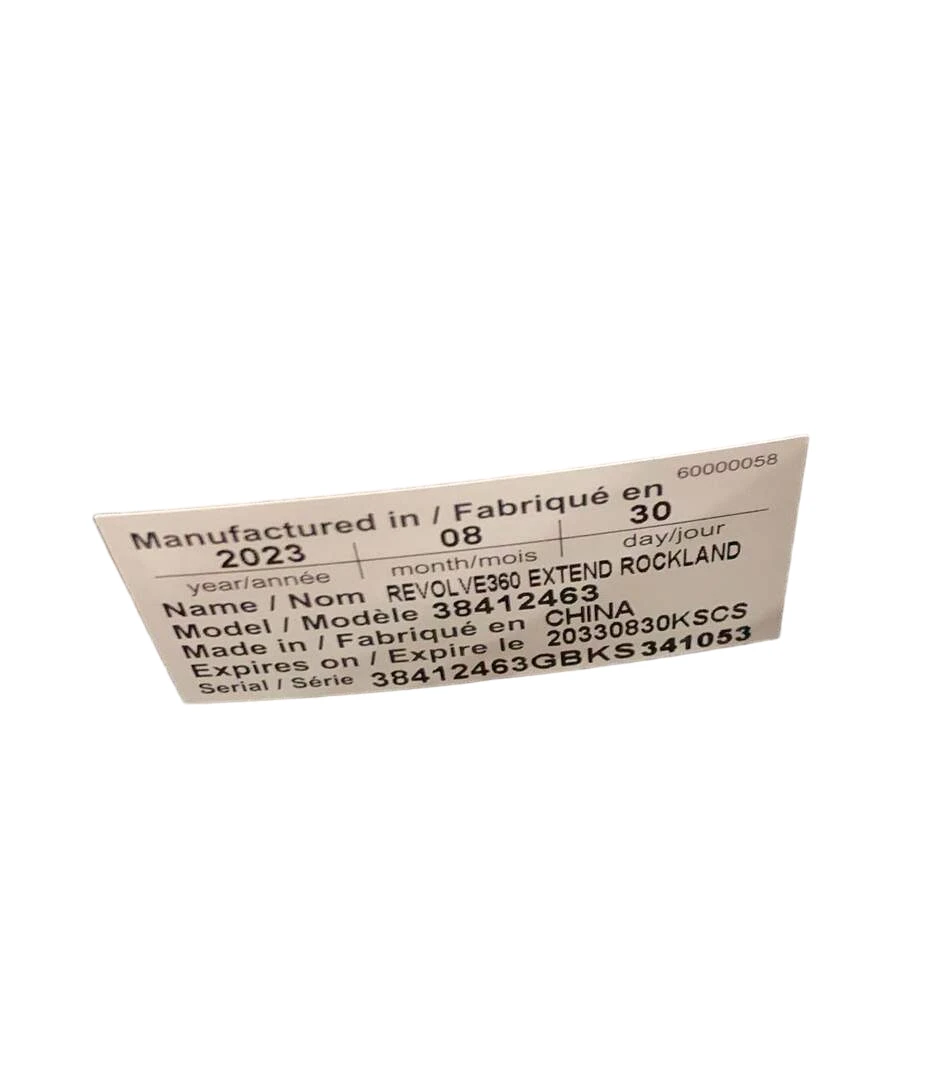 60000058
Manufactured in / Fabriqué en
2023 08 30
year/année month/mois day/jour
Name / Nom REVOLVE360 EXTEND ROCKLAND
Model / Modèle 38412463
Made in / Fabriqué en CHINA
Expires on / Expire le 20330830KSCS
Serial / Série 38412463GBKS341053